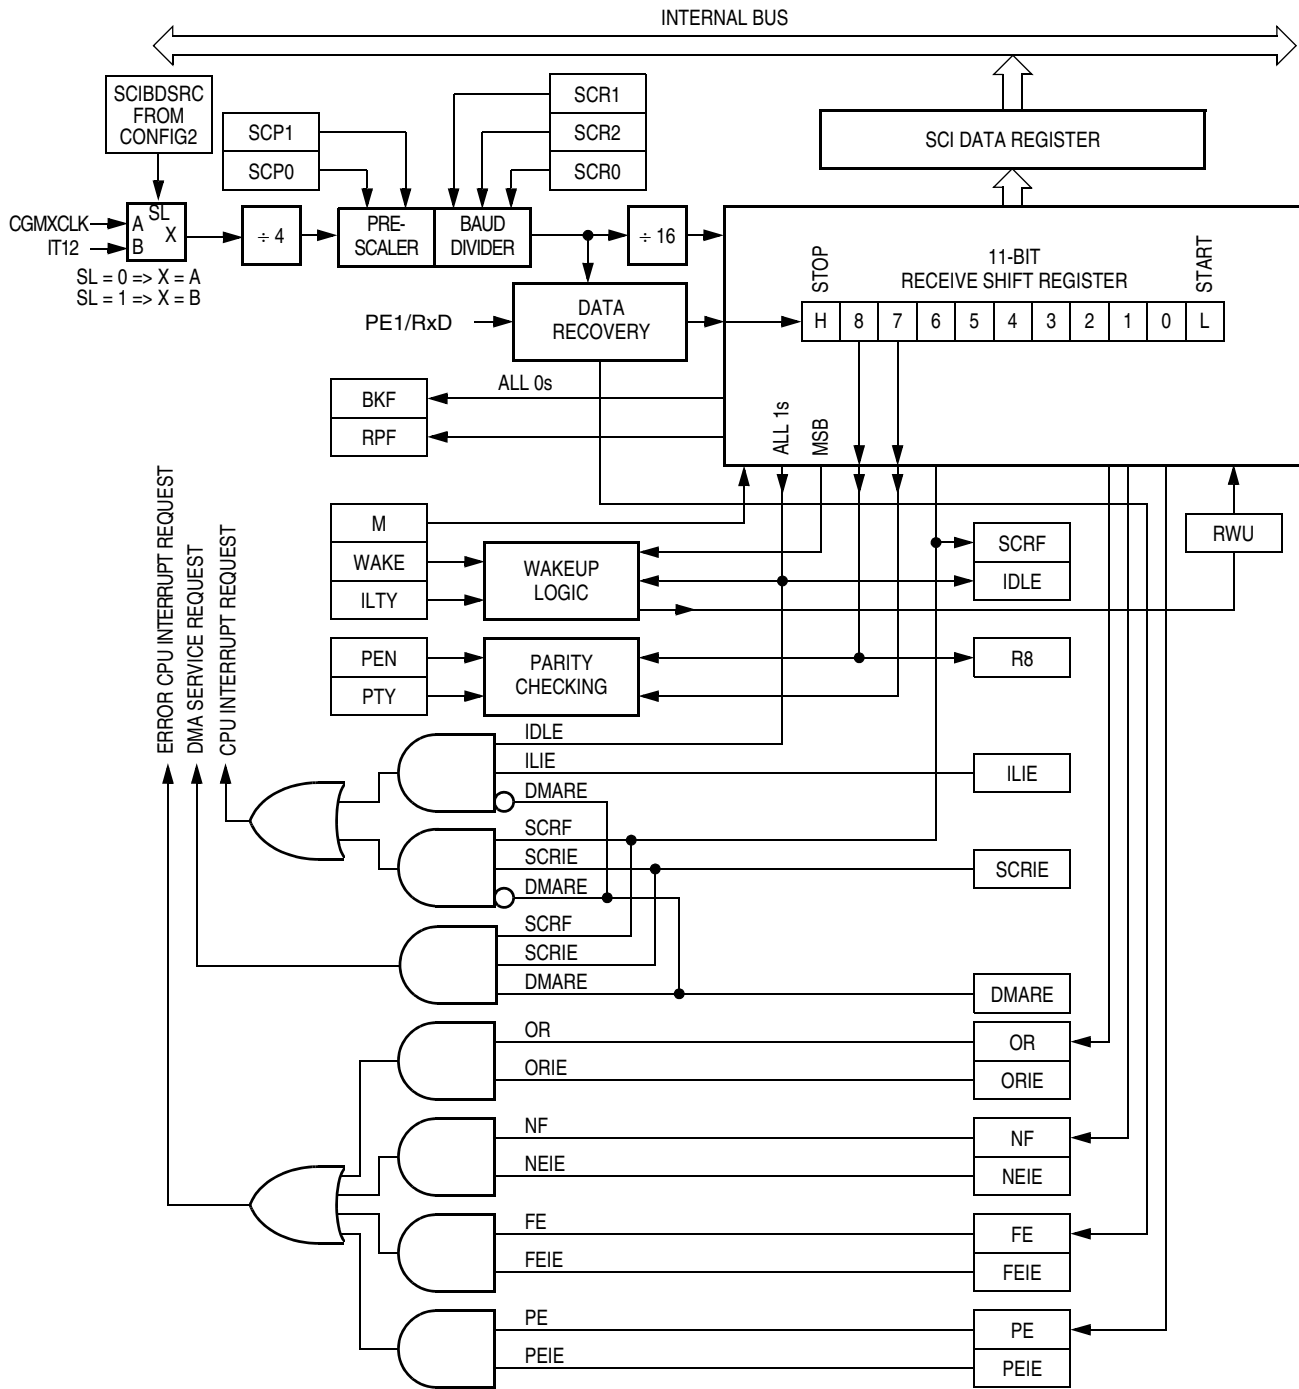 INTERNAL BUS
SCIBDSRC
FROM
CONFIG2
SCP1
SCP0
SCR1
SCR2
SCR0
SCI DATA REGISTER
CGMXCLK
IT12
A
B
SL
X
SL = 0 => X = A
SL = 1 => X = B
÷ 4
PRE-
SCALER
BAUD
DIVIDER
÷ 16
11-BIT
RECEIVE SHIFT REGISTER
STOP
START
H 8 7 6 5 4 3 2 1 0 L
PE1/RxD
DATA
RECOVERY
ALL 0s
BKF
RPF
ALL 1s
MSB
M
WAKE
ILTY
WAKEUP
LOGIC
SCRF
IDLE
RWU
PEN
PTY
PARITY
CHECKING
R8
ERROR CPU INTERRUPT REQUEST
DMA SERVICE REQUEST
CPU INTERRUPT REQUEST
IDLE
ILIE
DMARE
ILIE
SCRF
SCRIE
DMARE
SCRIE
SCRF
SCRIE
DMARE
DMARE
OR
ORIE
OR
ORIE
NF
NEIE
NF
NEIE
FE
FEIE
FE
FEIE
PE
PEIE
PE
PEIE